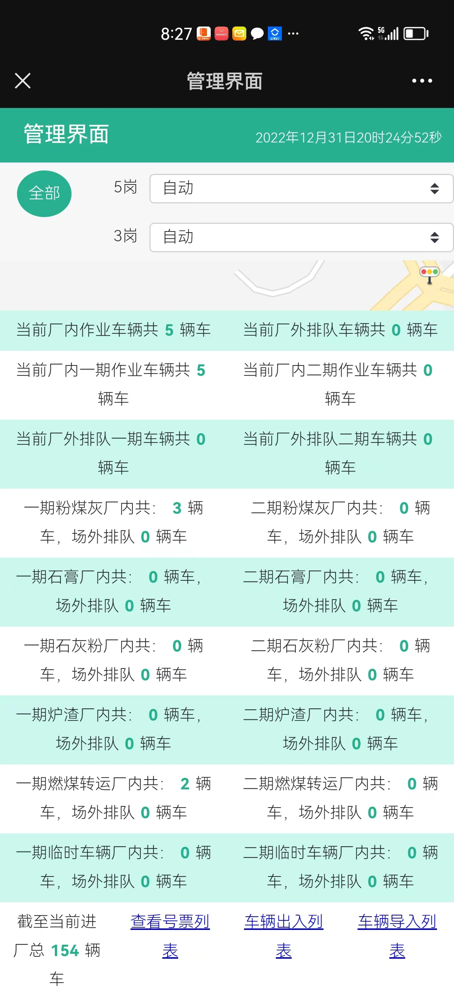 8:27
HUAWEI
5G
管理界面
管理界面
2022年12月31日20时24分52秒
全部
5岗
自动
3岗
自动
当前厂内作业车辆共 5 辆车
当前厂外排队车辆共 0 辆车
当前厂内一期作业车辆共 5
辆车
当前厂内二期作业车辆共 0
辆车
当前厂外排队一期车辆共 0
辆车
当前厂外排队二期车辆共 0
辆车
一期粉煤灰厂内共： 3 辆
车，场外排队 0 辆车
二期粉煤灰厂内共： 0 辆
车，场外排队 0 辆车
一期石膏厂内共： 0 辆车，
场外排队 0 辆车
二期石膏厂内共： 0 辆车，
场外排队 0 辆车
一期石灰粉厂内共： 0 辆
车，场外排队 0 辆车
二期石灰粉厂内共： 0 辆
车，场外排队 0 辆车
一期炉渣厂内共： 0 辆车，
场外排队 0 辆车
二期炉渣厂内共： 0 辆车，
场外排队 0 辆车
一期燃煤转运厂内共： 2 辆
车，场外排队 0 辆车
二期燃煤转运厂内共： 0 辆
车，场外排队 0 辆车
一期临时车辆厂内共： 0 辆
车，场外排队 0 辆车
二期临时车辆厂内共： 0 辆
车，场外排队 0 辆车
截至当前进
厂总 154 辆
车
查看号票列
表
车辆出入列
表
车辆导入列
表